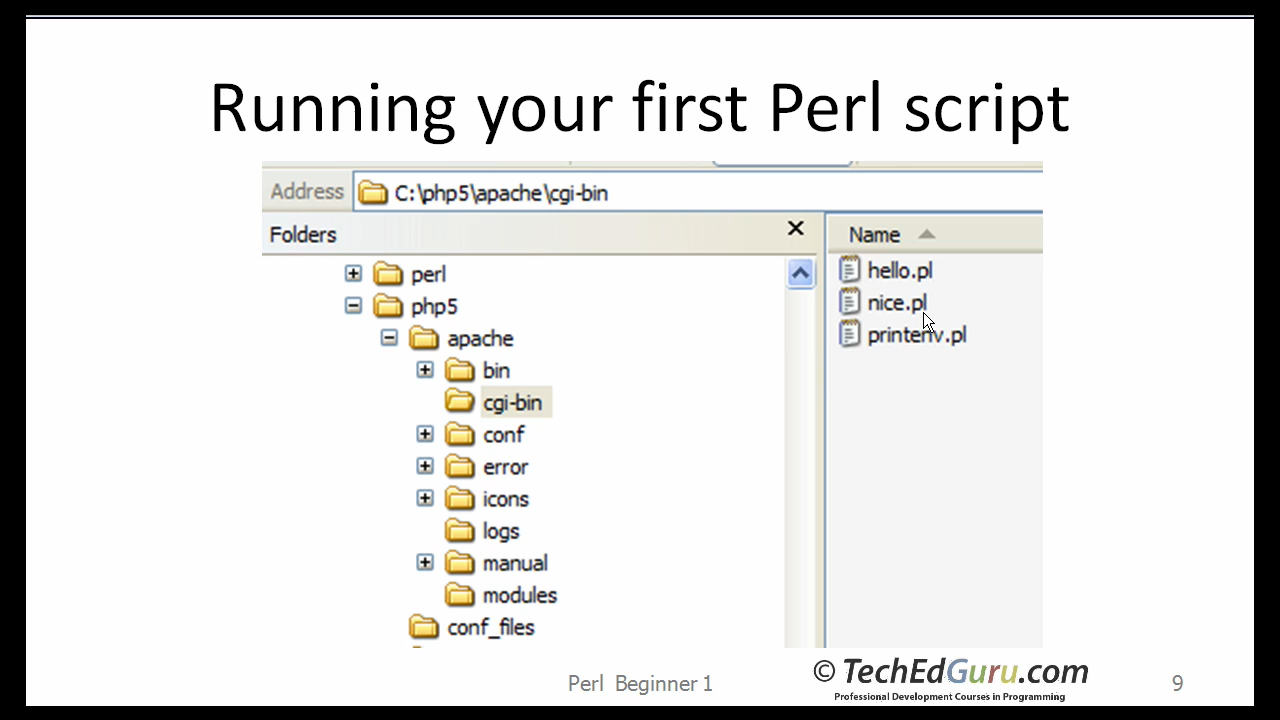 Running your first Perl script
Address C:\php5\apache\cgi-bin
Folders
Name
perl
php5
apache
bin
cgi-bin
conf
error
icons
logs
manual
modules
conf_files
hello.pl
nice.pl
printenv.pl
Perl Beginner 1
© TechEdGuru.com
Professional Development Courses in Programming
9